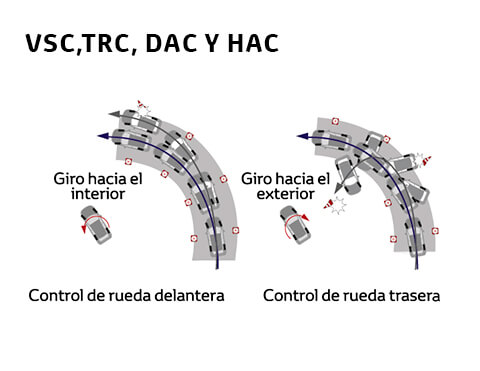 VSC,TRC, DAC Y HAC
Giro hacia el
interior
Giro hacia el
exterior
Control de rueda delantera
Control de rueda trasera